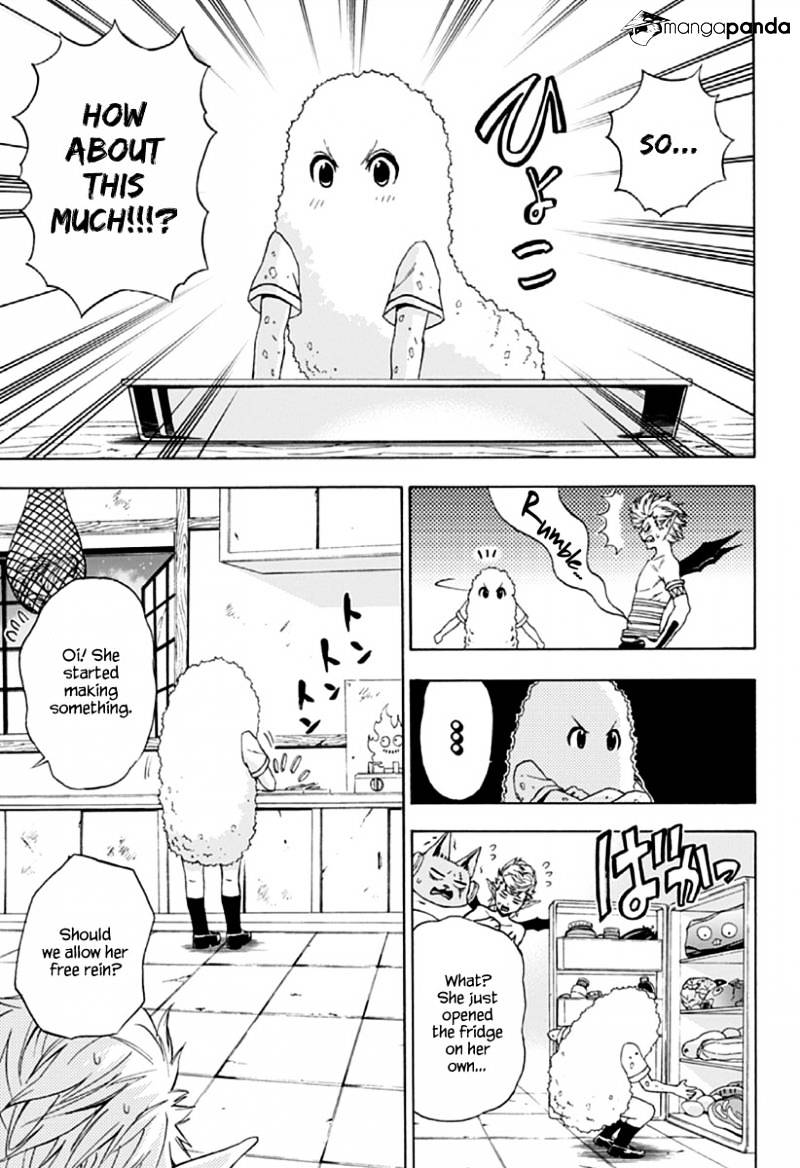 mangapanda
SO...
ひょこ
HOW
ABOUT
THIS
MUCH!!!?
Rumble...
ばかっ
What?
She just
opened
the fridge
on her
own...
Oi! She
started
making
something.
トン
トン
トン
Should
we allow her
free rein?